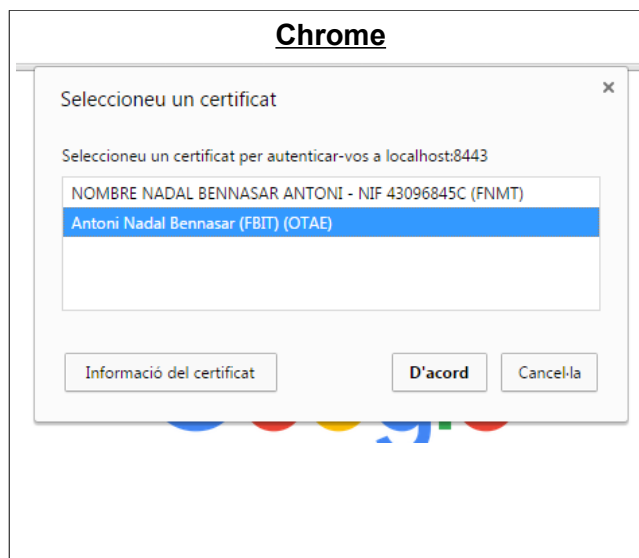 Chrome
Seleccioneu un certificat
Seleccioneu un certificat per autenticar-vos a localhost:8443
NOMBRE NADAL BENNASAR ANTONI - NIF 43096845C (FNMT)
Antoni Nadal Bennasar (FBIT) (OTAE)
Informació del certificat D'acord Cancel·la